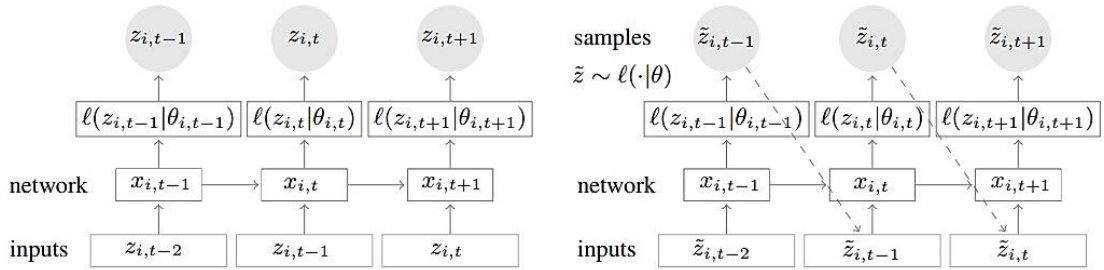 z_{i,t−1} z_{i,t} z_{i,t+1}
ℓ(z_{i,t−1}|θ_{i,t−1}) ℓ(z_{i,t}|θ_{i,t}) ℓ(z_{i,t+1}|θ_{i,t+1})
network x_{i,t−1} x_{i,t} x_{i,t+1}
inputs z_{i,t−2} z_{i,t−1} z_{i,t}
samples z̃_{i,t−1} z̃_{i,t} z̃_{i,t+1}
z̃ ∼ ℓ(·|θ)
ℓ(z_{i,t−1}|θ_{i,t−1}) ℓ(z_{i,t}|θ_{i,t}) ℓ(z_{i,t+1}|θ_{i,t+1})
network x_{i,t−1} x_{i,t} x_{i,t+1}
inputs z̃_{i,t−2} z̃_{i,t−1} z̃_{i,t}